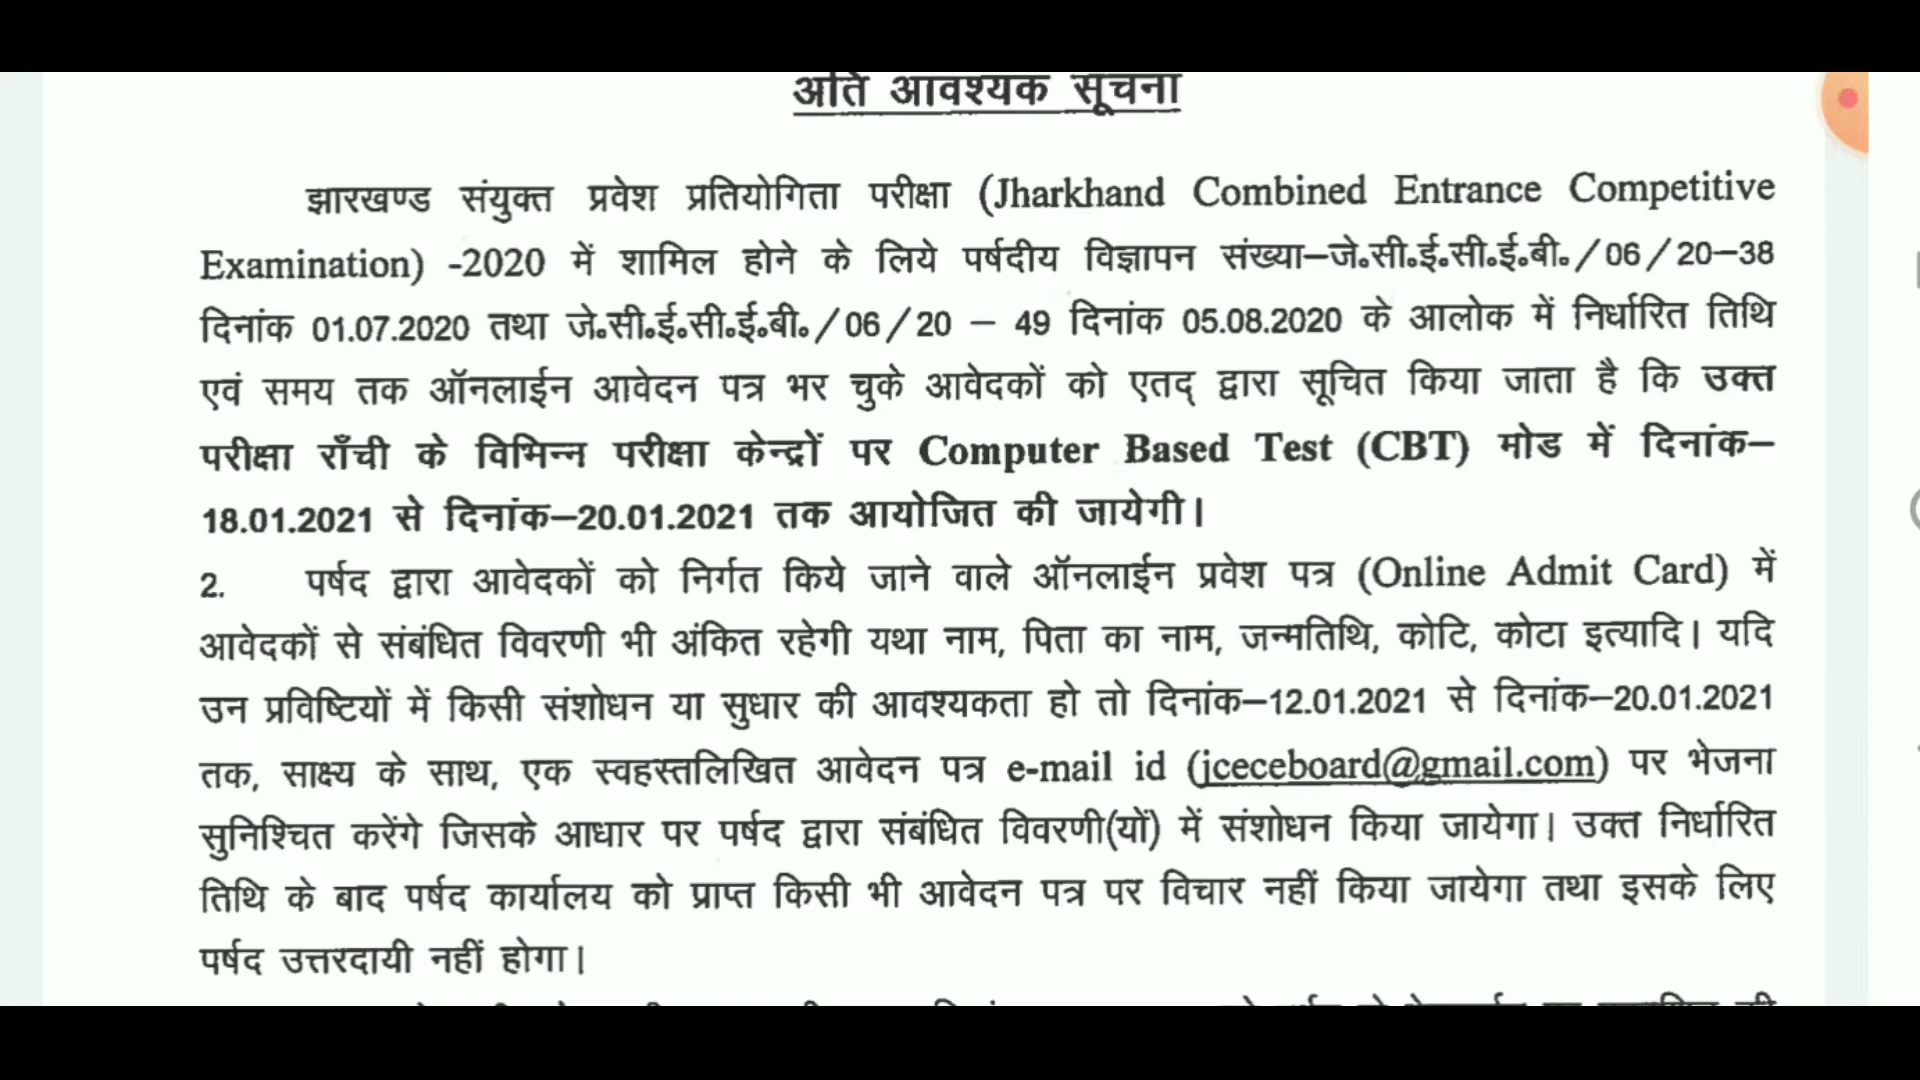 अति आवश्यक सूचना
झारखण्ड संयुक्त प्रवेश प्रतियोगिता परीक्षा (Jharkhand Combined Entrance Competitive
Examination) -2020 में शामिल होने के लिये पर्षदीय विज्ञापन संख्या–जे॰सी॰ई॰सी॰ई॰बी॰/06/20–38
दिनांक 01.07.2020 तथा जे॰सी॰ई॰सी॰ई॰बी॰/06/20 – 49 दिनांक 05.08.2020 के आलोक में निर्धारित तिथि
एवं समय तक ऑनलाईन आवेदन पत्र भर चुके आवेदकों को एतद् द्वारा सूचित किया जाता है कि उक्त
परीक्षा राँची के विभिन्न परीक्षा केन्द्रों पर Computer Based Test (CBT) मोड में दिनांक–
18.01.2021 से दिनांक–20.01.2021 तक आयोजित की जायेगी।
2. पर्षद द्वारा आवेदकों को निर्गत किये जाने वाले ऑनलाईन प्रवेश पत्र (Online Admit Card) में
आवेदकों से संबंधित विवरणी भी अंकित रहेगी यथा नाम, पिता का नाम, जन्मतिथि, कोटि, कोटा इत्यादि। यदि
उन प्रविष्टियों में किसी संशोधन या सुधार की आवश्यकता हो तो दिनांक–12.01.2021 से दिनांक–20.01.2021
तक, साक्ष्य के साथ, एक स्वहस्तलिखित आवेदन पत्र e-mail id (jceceboard@gmail.com) पर भेजना
सुनिश्चित करेंगे जिसके आधार पर पर्षद द्वारा संबंधित विवरणी(यों) में संशोधन किया जायेगा। उक्त निर्धारित
तिथि के बाद पर्षद कार्यालय को प्राप्त किसी भी आवेदन पत्र पर विचार नहीं किया जायेगा तथा इसके लिए
पर्षद उत्तरदायी नहीं होगा।